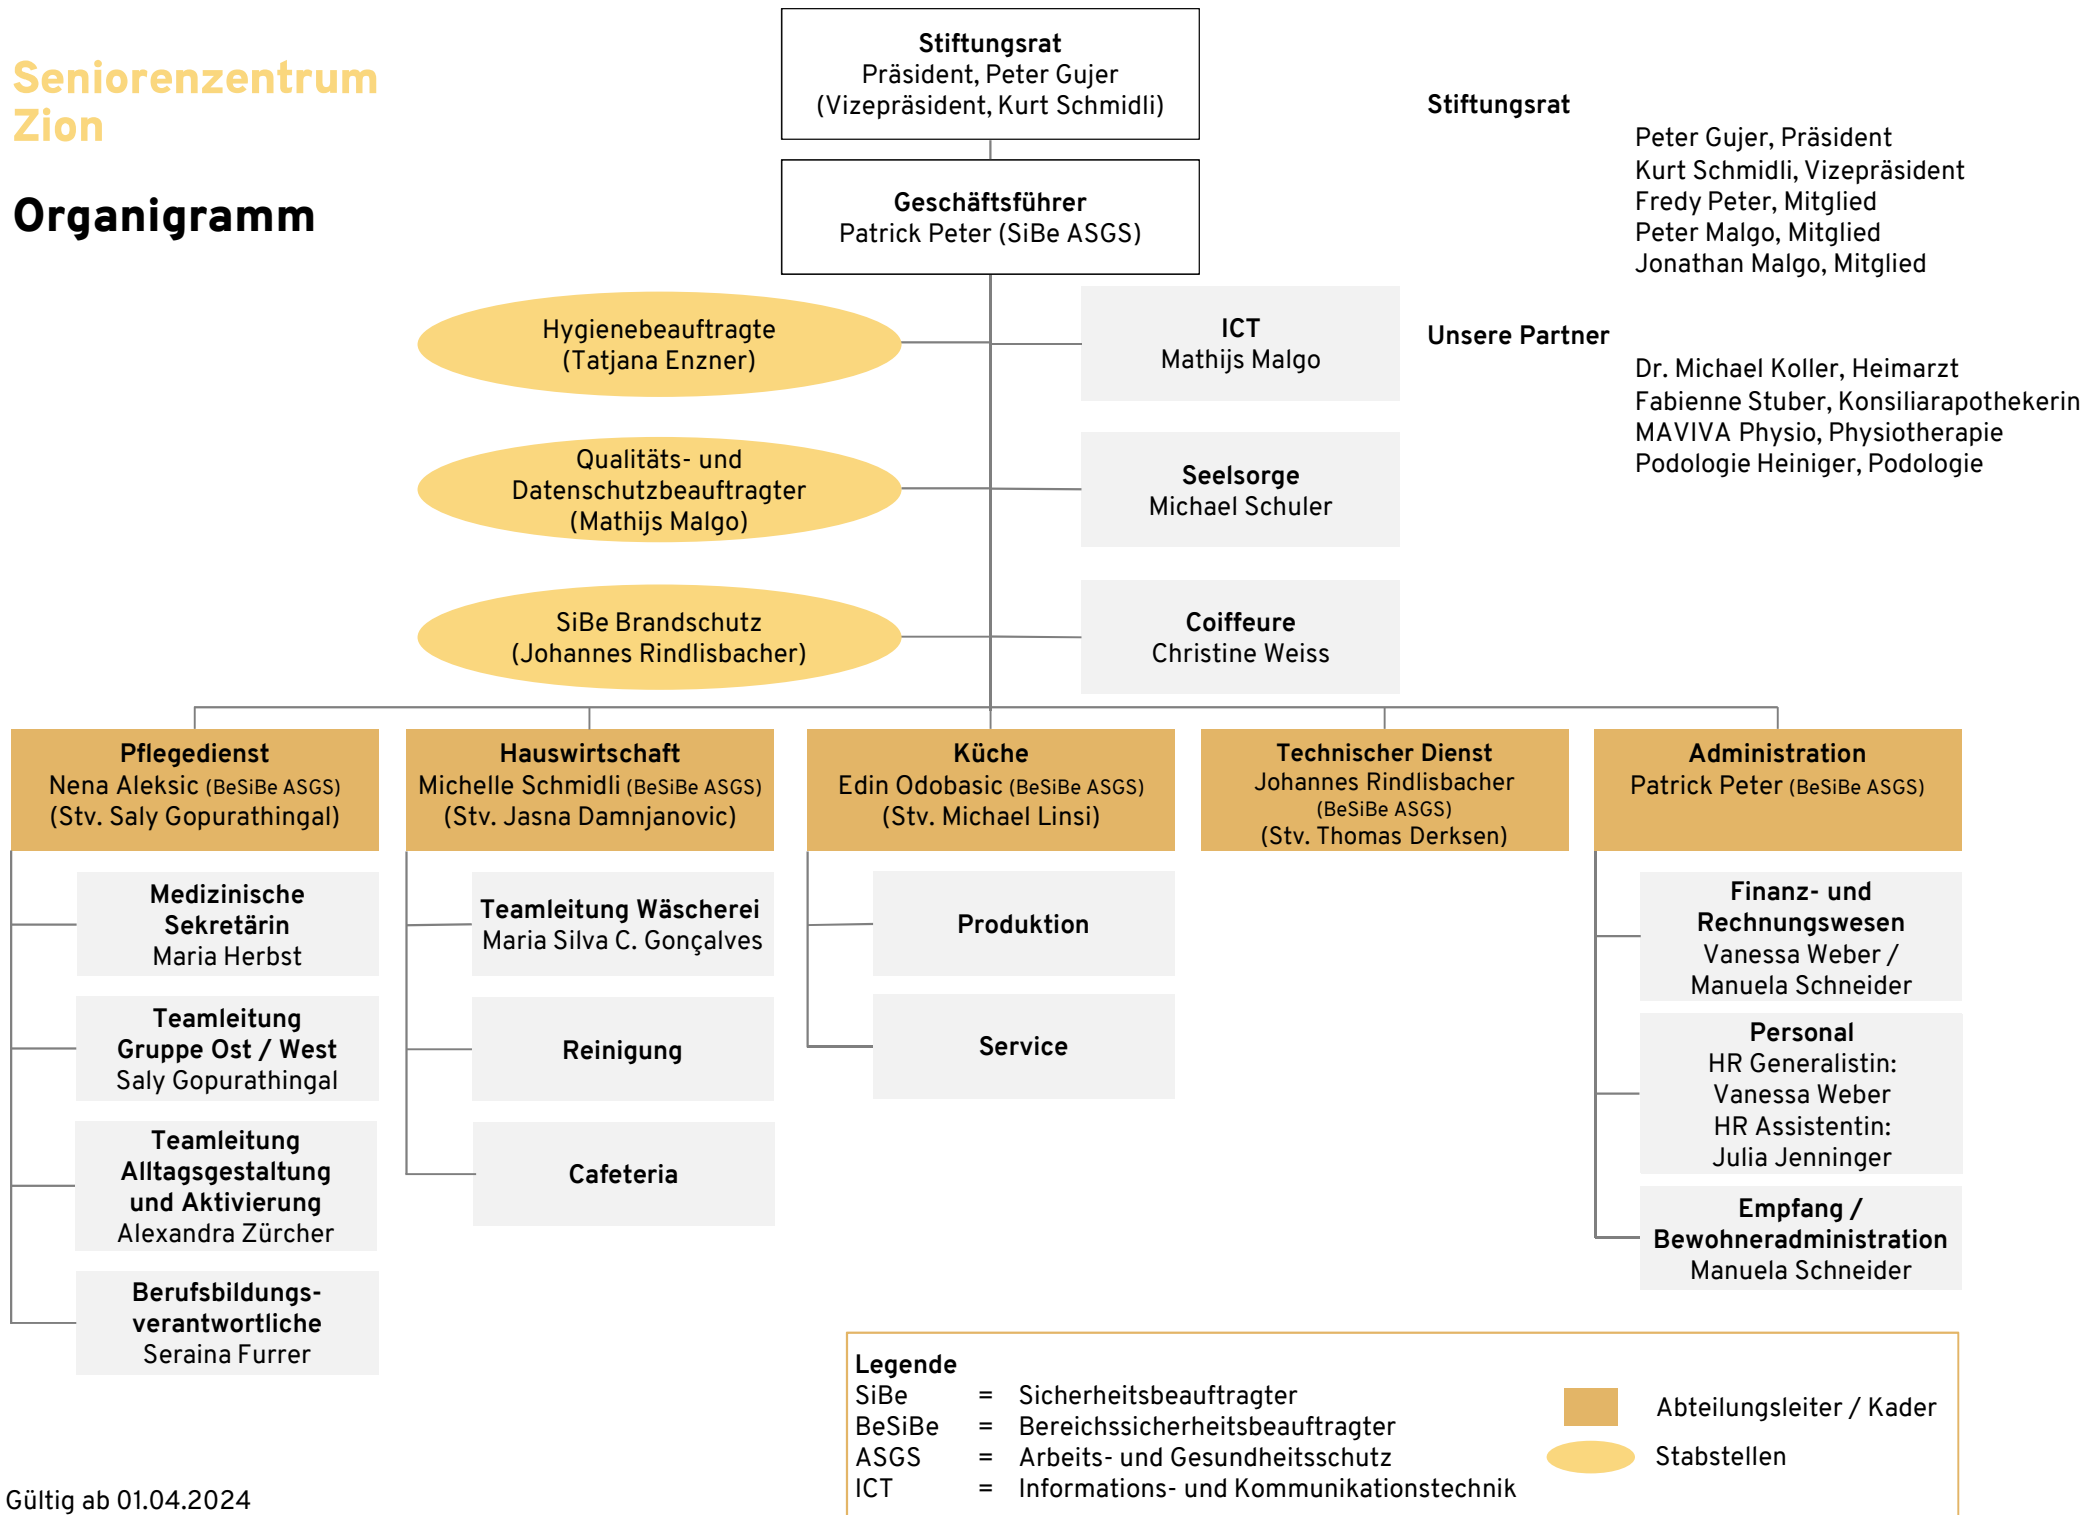 Seniorenzentrum
Zion
Organigramm
Stiftungsrat
Präsident, Peter Gujer
(Vizepräsident, Kurt Schmidli)
Geschäftsführer
Patrick Peter (SiBe ASGS)
Stiftungsrat
Peter Gujer, Präsident
Kurt Schmidli, Vizepräsident
Fredy Peter, Mitglied
Peter Malgo, Mitglied
Jonathan Malgo, Mitglied
Unsere Partner
Dr. Michael Koller, Heimarzt
Fabienne Stuber, Konsiliarapothekerin
MAVIVA Physio, Physiotherapie
Podologie Heiniger, Podologie
Hygienebeauftragte
(Tatjana Enzner)
ICT
Mathijs Malgo
Qualitäts- und
Datenschutzbeauftragter
(Mathijs Malgo)
Seelsorge
Michael Schuler
SiBe Brandschutz
(Johannes Rindlisbacher)
Coiffeure
Christine Weiss
Pflegedienst
Nena Aleksic (BeSiBe ASGS)
(Stv. Saly Gopurathingal)
Medizinische
Sekretärin
Maria Herbst
Teamleitung
Gruppe Ost / West
Saly Gopurathingal
Teamleitung
Alltagsgestaltung
und Aktivierung
Alexandra Zürcher
Berufsbildungs-
verantwortliche
Seraina Furrer
Hauswirtschaft
Michelle Schmidli (BeSiBe ASGS)
(Stv. Jasna Damnjanovic)
Teamleitung Wäscherei
Maria Silva C. Gonçalves
Reinigung
Cafeteria
Küche
Edin Odobasic (BeSiBe ASGS)
(Stv. Michael Linsi)
Produktion
Service
Technischer Dienst
Johannes Rindlisbacher
(BeSiBe ASGS)
(Stv. Thomas Derksen)
Administration
Patrick Peter (BeSiBe ASGS)
Finanz- und
Rechnungswesen
Vanessa Weber /
Manuela Schneider
Personal
HR Generalistin:
Vanessa Weber
HR Assistentin:
Julia Jenninger
Empfang /
Bewohneradministration
Manuela Schneider
Legende
SiBe = Sicherheitsbeauftragter
BeSiBe = Bereichssicherheitsbeauftragter
ASGS = Arbeits- und Gesundheitsschutz
ICT = Informations- und Kommunikationstechnik
Abteilungsleiter / Kader
Stabstellen
Gültig ab 01.04.2024